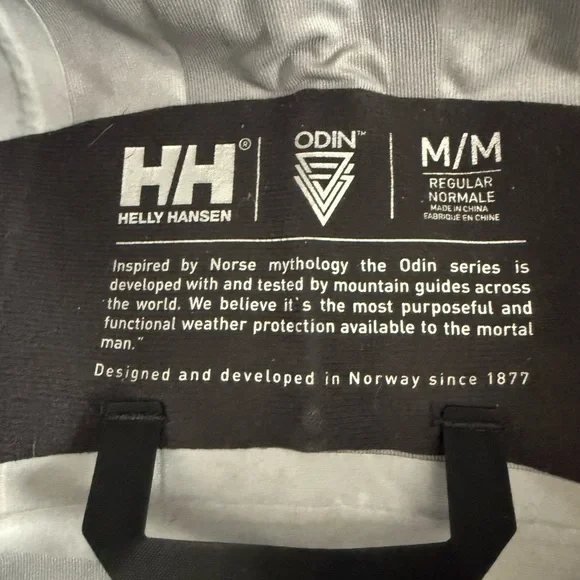 HH®
HELLY HANSEN
ODIN™
M/M
REGULAR
NORMALE
MADE IN CHINA
FABRIQUE EN CHINE
Inspired by Norse mythology the Odin series is
developed with and tested by mountain guides across
the world. We believe it`s the most purposeful and
functional weather protection available to the mortal
man."
Designed and developed in Norway since 1877